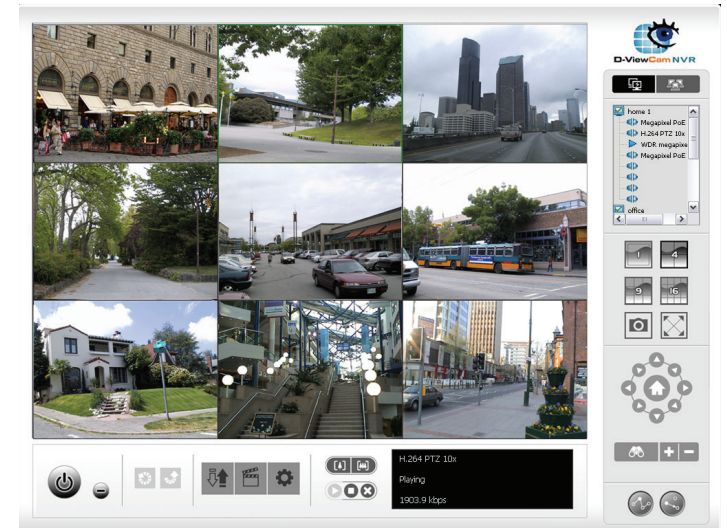 D-ViewCam NVR
home 1
Megapixel PoE
H.264 PTZ 10x
WDR megapixe
Megapixel PoE
office
1
4
9
16
H.264 PTZ 10x
Playing
1903.9 kbps